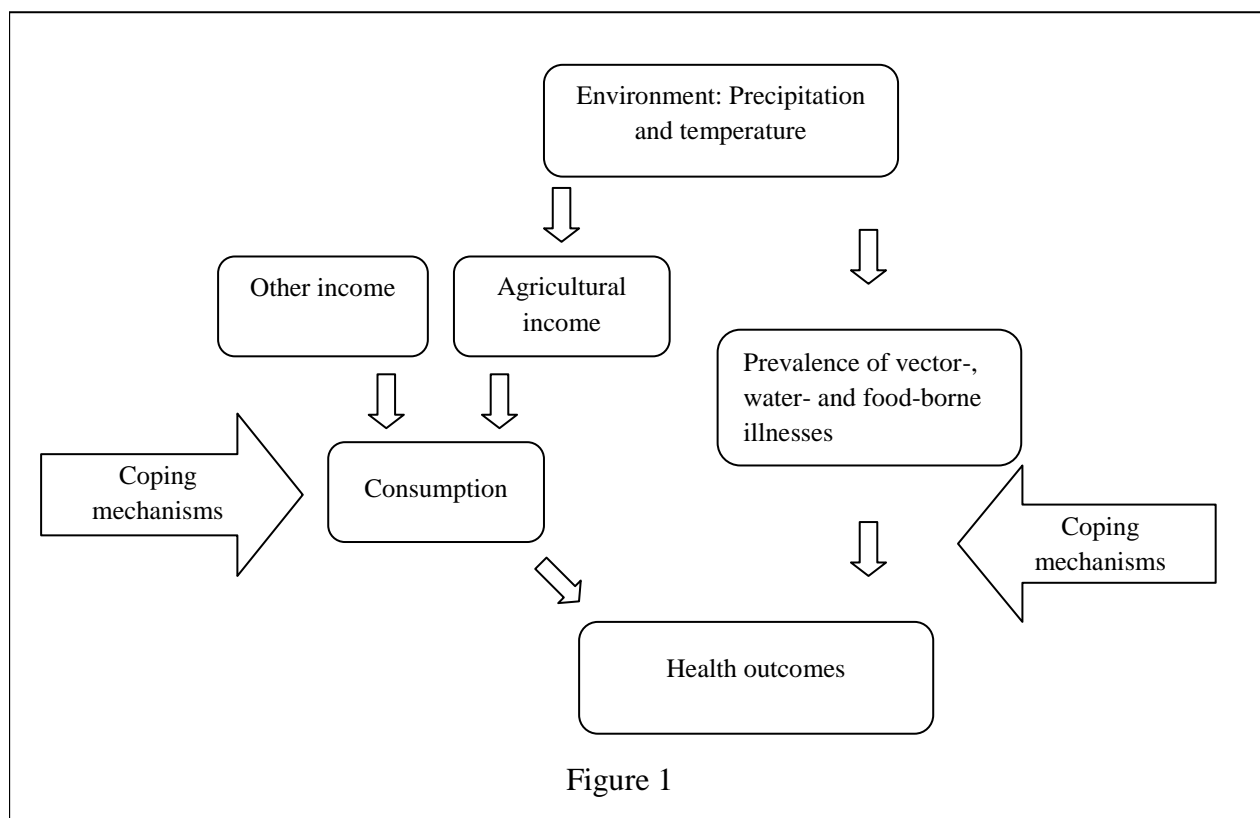 Environment: Precipitation
and temperature
Other income
Agricultural
income
Prevalence of vector-,
water- and food-borne
illnesses
Coping
mechanisms
Consumption
Coping
mechanisms
Health outcomes
Figure 1